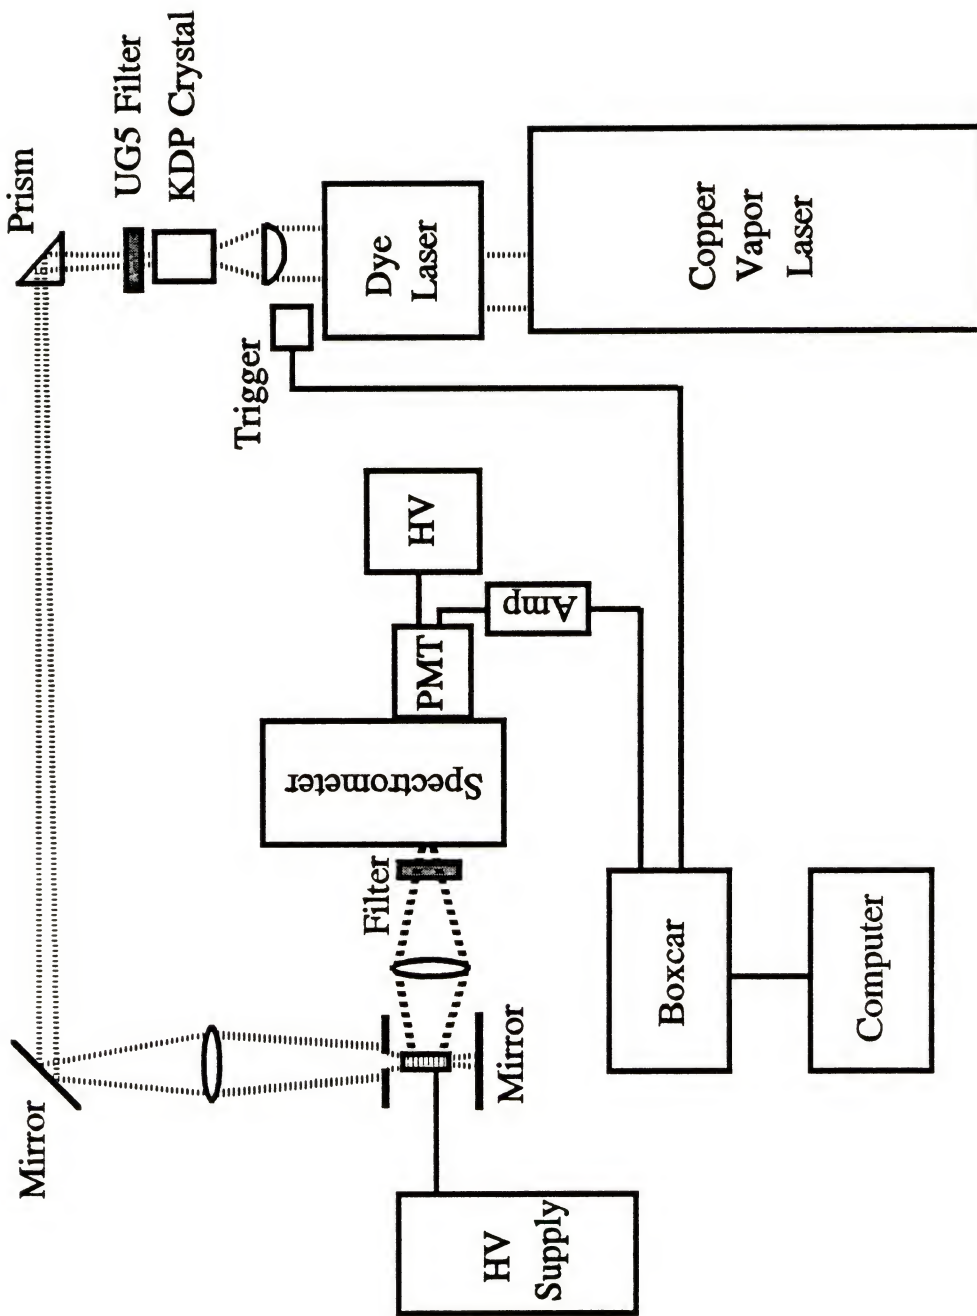 Prism
UG5 Filter
KDP Crystal
Dye
Laser
Copper
Vapor
Laser
Trigger
HV
PMT
Amp
Spectrometer
Filter
Mirror
Mirror
HV
Supply
Boxcar
Computer